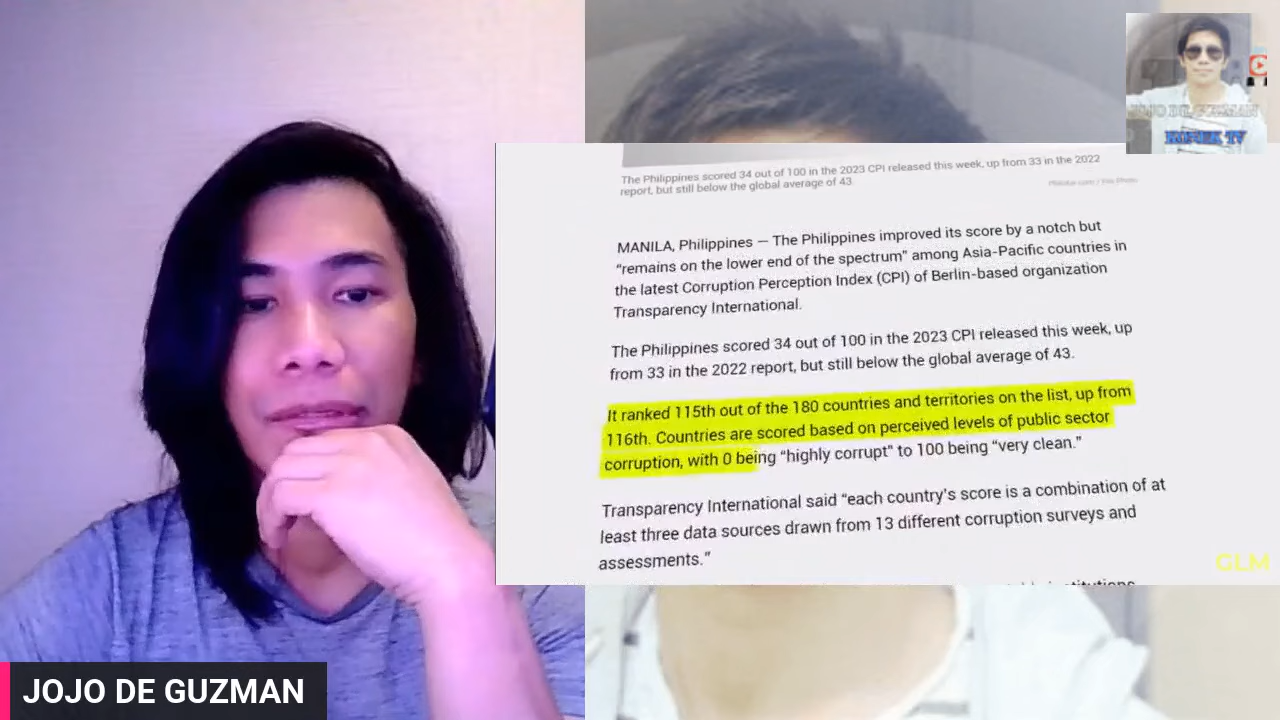 The Philippines scored 34 out of 100 in the 2023 CPI released this week, up from 33 in the 2022
report, but still below the global average of 43.
MANILA, Philippines — The Philippines improved its score by a notch but
“remains on the lower end of the spectrum” among Asia-Pacific countries in
the latest Corruption Perception Index (CPI) of Berlin-based organization
Transparency International.
The Philippines scored 34 out of 100 in the 2023 CPI released this week, up
from 33 in the 2022 report, but still below the global average of 43.
It ranked 115th out of the 180 countries and territories on the list, up from
116th. Countries are scored based on perceived levels of public sector
corruption, with 0 being “highly corrupt” to 100 being “very clean.”
Transparency International said “each country's score is a combination of at
least three data sources drawn from 13 different corruption surveys and
assessments.”
GLM
JOJO DE GUZMAN
JOJO DE GUZMAN
TV